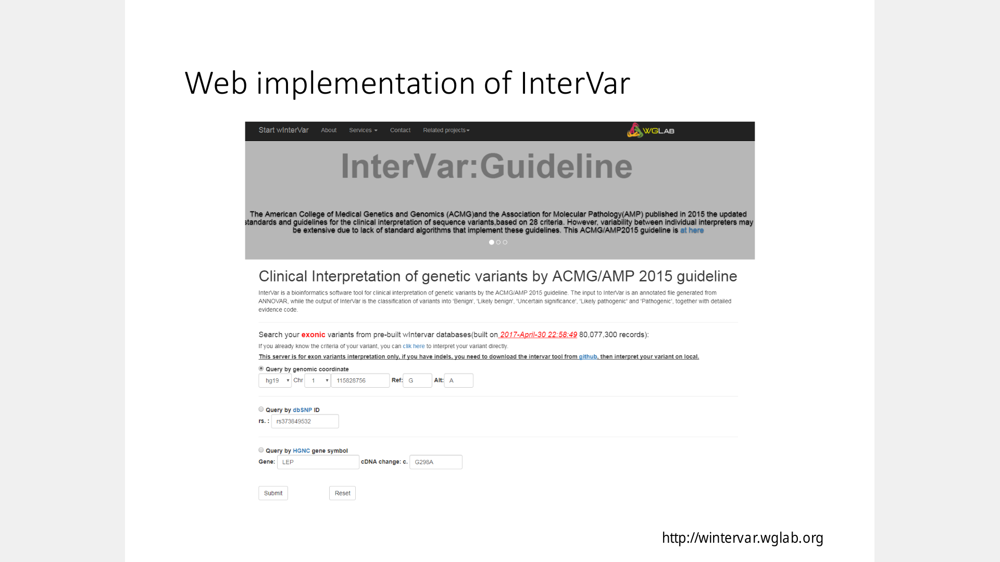 Web implementation of InterVar
Start wInterVar About Services Contact Related projects WGLAB
InterVar:Guideline
The American College of Medical Genetics and Genomics (ACMG)and the Association for Molecular Pathology(AMP) published in 2015 the updated
standards and guidelines for the clinical interpretation of sequence variants,based on 28 criteria. However, variability between individual interpreters may
be extensive due to lack of standard algorithms that implement these guidelines. This ACMG/AMP2015 guideline is at here
Clinical Interpretation of genetic variants by ACMG/AMP 2015 guideline
InterVar is a bioinformatics software tool for clinical interpretation of genetic variants by the ACMG/AMP 2015 guideline. The input to InterVar is an annotated file generated from
ANNOVAR, while the output of InterVar is the classification of variants into 'Benign', 'Likely benign', 'Uncertain significance', 'Likely pathogenic' and 'Pathogenic', together with detailed
evidence code.
Search your exonic variants from pre-built wIntervar databases(built on 2017-April-30 22:58:49 80,077,300 records):
If you already know the criteria of your variant, you can clik here to interpret your variant directly.
This server is for exon variants interpretation only, if you have indels, you need to download the intervar tool from github, then interpret your variant on local.
Query by genomic coordinate
hg19 Chr 1 115828756 Ref: G Alt: A
Query by dbSNP ID
rs. : rs373849532
Query by HGNC gene symbol
Gene: LEP cDNA change: c. G298A
Submit Reset
http://wintervar.wglab.org